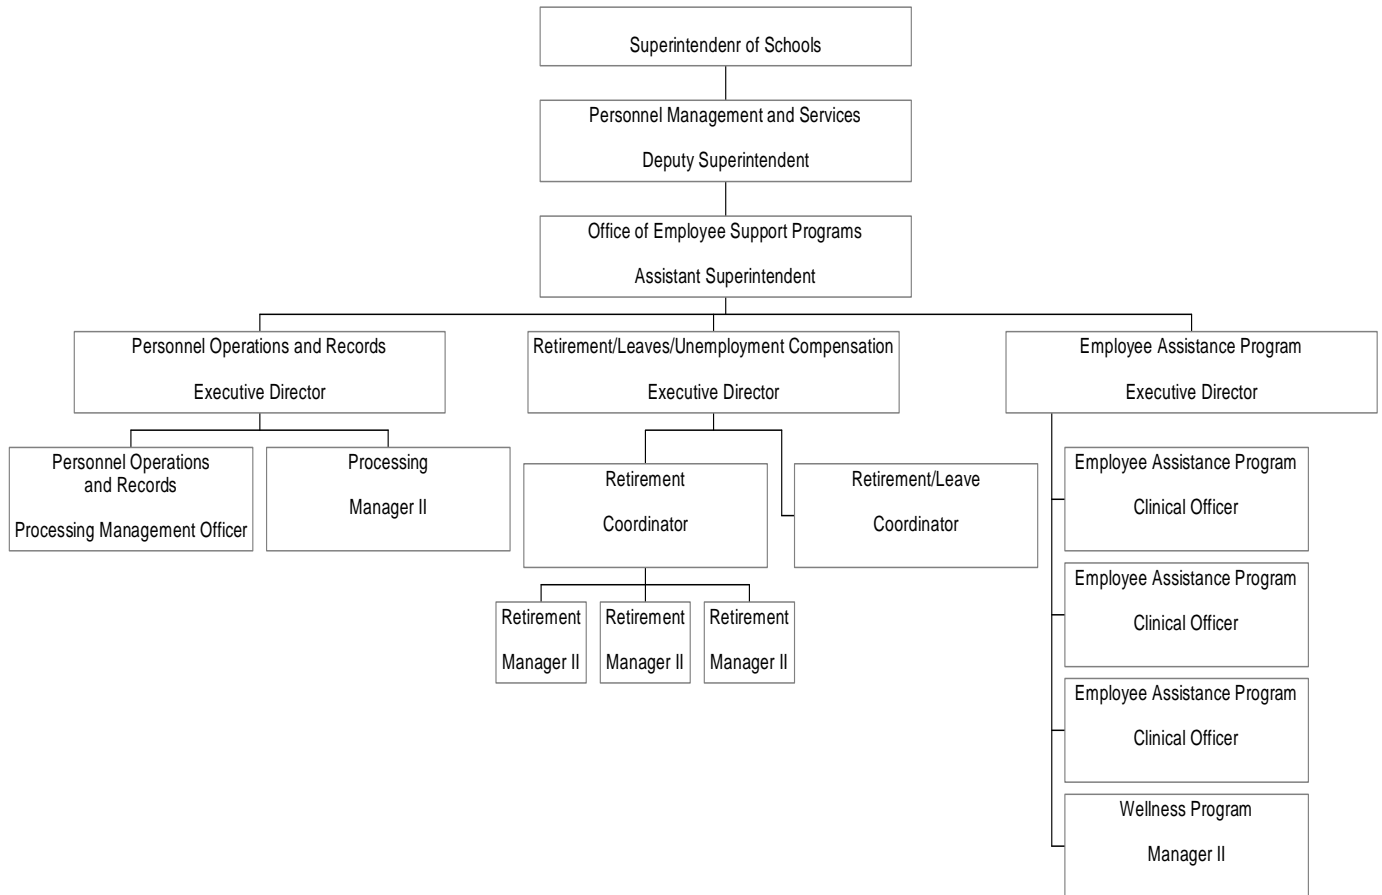 Superintendenr of Schools
Personnel Management and Services
Deputy Superintendent
Office of Employee Support Programs
Assistant Superintendent
Personnel Operations and Records
Executive Director
Retirement/Leaves/Unemployment Compensation
Executive Director
Employee Assistance Program
Executive Director
Personnel Operations
and Records
Processing Management Officer
Processing
Manager II
Retirement
Coordinator
Retirement/Leave
Coordinator
Retirement
Manager II
Retirement
Manager II
Retirement
Manager II
Employee Assistance Program
Clinical Officer
Employee Assistance Program
Clinical Officer
Employee Assistance Program
Clinical Officer
Wellness Program
Manager II